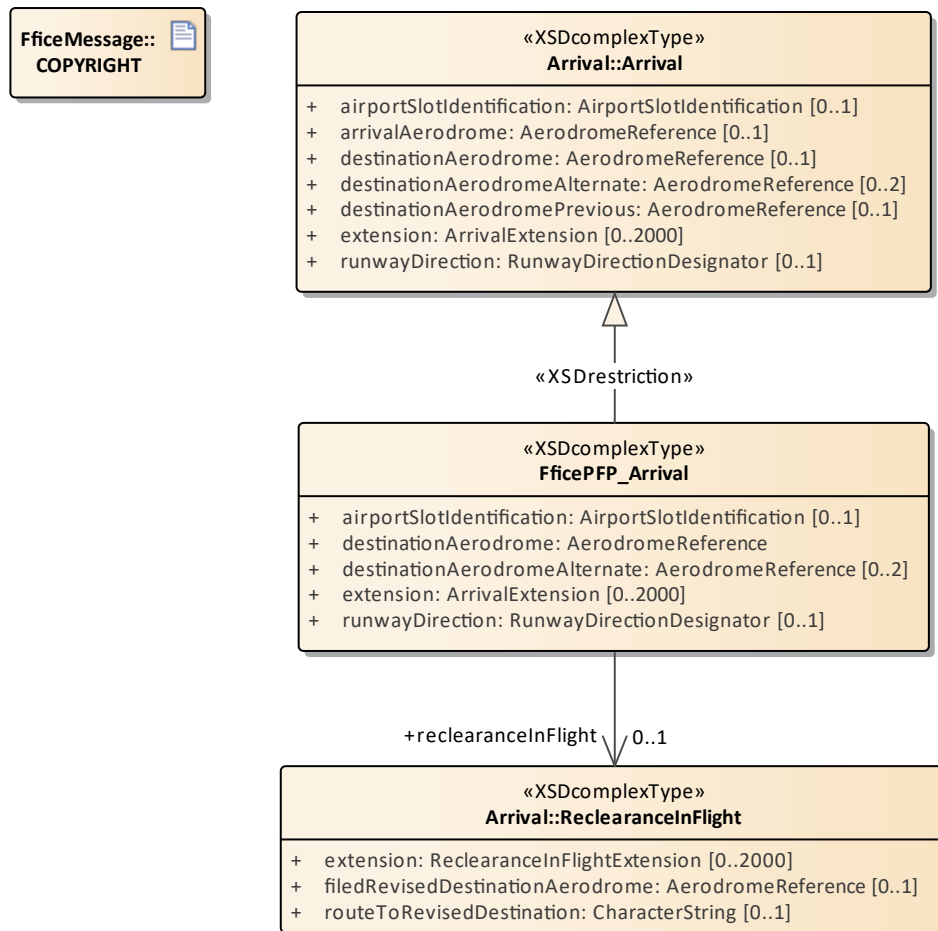 FficeMessage::
COPYRIGHT
«XSDcomplexType»
Arrival::Arrival
+ airportSlotIdentification: AirportSlotIdentification [0..1]
+ arrivalAerodrome: AerodromeReference [0..1]
+ destinationAerodrome: AerodromeReference [0..1]
+ destinationAerodromeAlternate: AerodromeReference [0..2]
+ destinationAerodromePrevious: AerodromeReference [0..1]
+ extension: ArrivalExtension [0..2000]
+ runwayDirection: RunwayDirectionDesignator [0..1]
«XSDrestriction»
«XSDcomplexType»
FficePFP_Arrival
+ airportSlotIdentification: AirportSlotIdentification [0..1]
+ destinationAerodrome: AerodromeReference
+ destinationAerodromeAlternate: AerodromeReference [0..2]
+ extension: ArrivalExtension [0..2000]
+ runwayDirection: RunwayDirectionDesignator [0..1]
+reclearanceInFlight 0..1
«XSDcomplexType»
Arrival::ReclearanceInFlight
+ extension: ReclearanceInFlightExtension [0..2000]
+ filedRevisedDestinationAerodrome: AerodromeReference [0..1]
+ routeToRevisedDestination: CharacterString [0..1]